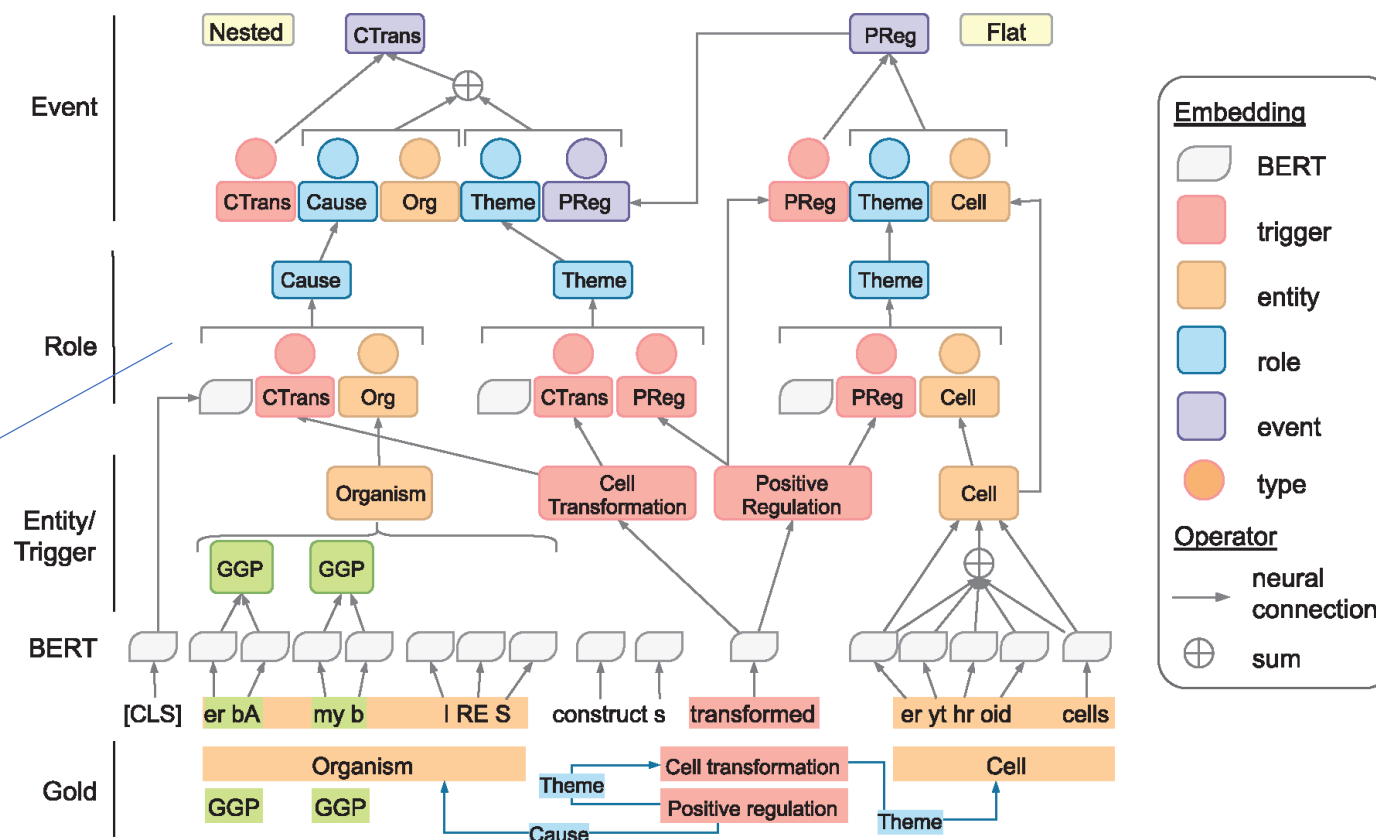 Nested
CTrans
PReg
Flat
Event
CTrans Cause Org Theme PReg
PReg Theme Cell
Cause
Theme
Theme
Role
CTrans Org
CTrans PReg
PReg Cell
Entity/
Trigger
Organism
Cell
Transformation
Positive
Regulation
Cell
GGP
GGP
BERT
[CLS] er bA my b I RE S construct s transformed er yt hr oid cells
Gold
Organism
Cell transformation
Cell
Theme
GGP
GGP
Positive regulation
Theme
Cause
Embedding
BERT
trigger
entity
role
event
type
Operator
neural
connection
sum